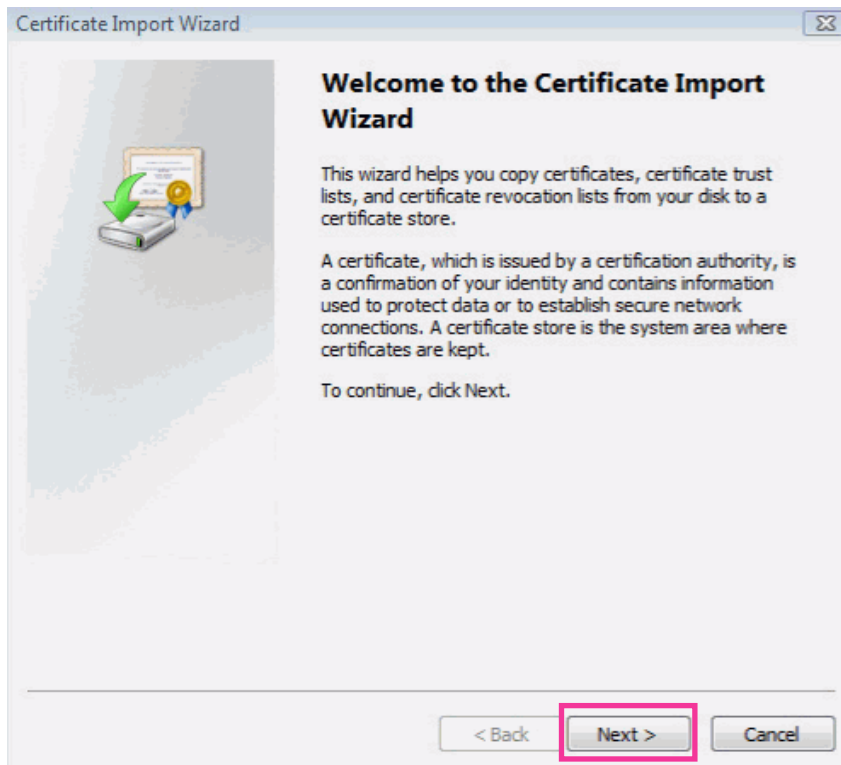 Certificate Import Wizard
Welcome to the Certificate Import
Wizard
This wizard helps you copy certificates, certificate trust
lists, and certificate revocation lists from your disk to a
certificate store.
A certificate, which is issued by a certification authority, is
a confirmation of your identity and contains information
used to protect data or to establish secure network
connections. A certificate store is the system area where
certificates are kept.
To continue, click Next.
< Back Next > Cancel